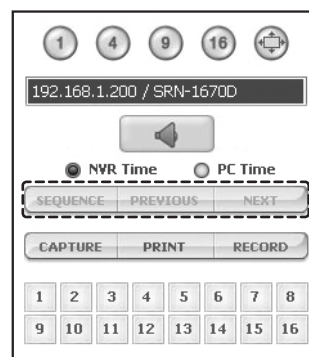 1 4 9 16
192.168.1.200 / SRN-1670D
NVR Time PC Time
SEQUENCE PREVIOUS NEXT
CAPTURE PRINT RECORD
1 2 3 4 5 6 7 8
9 10 11 12 13 14 15 16